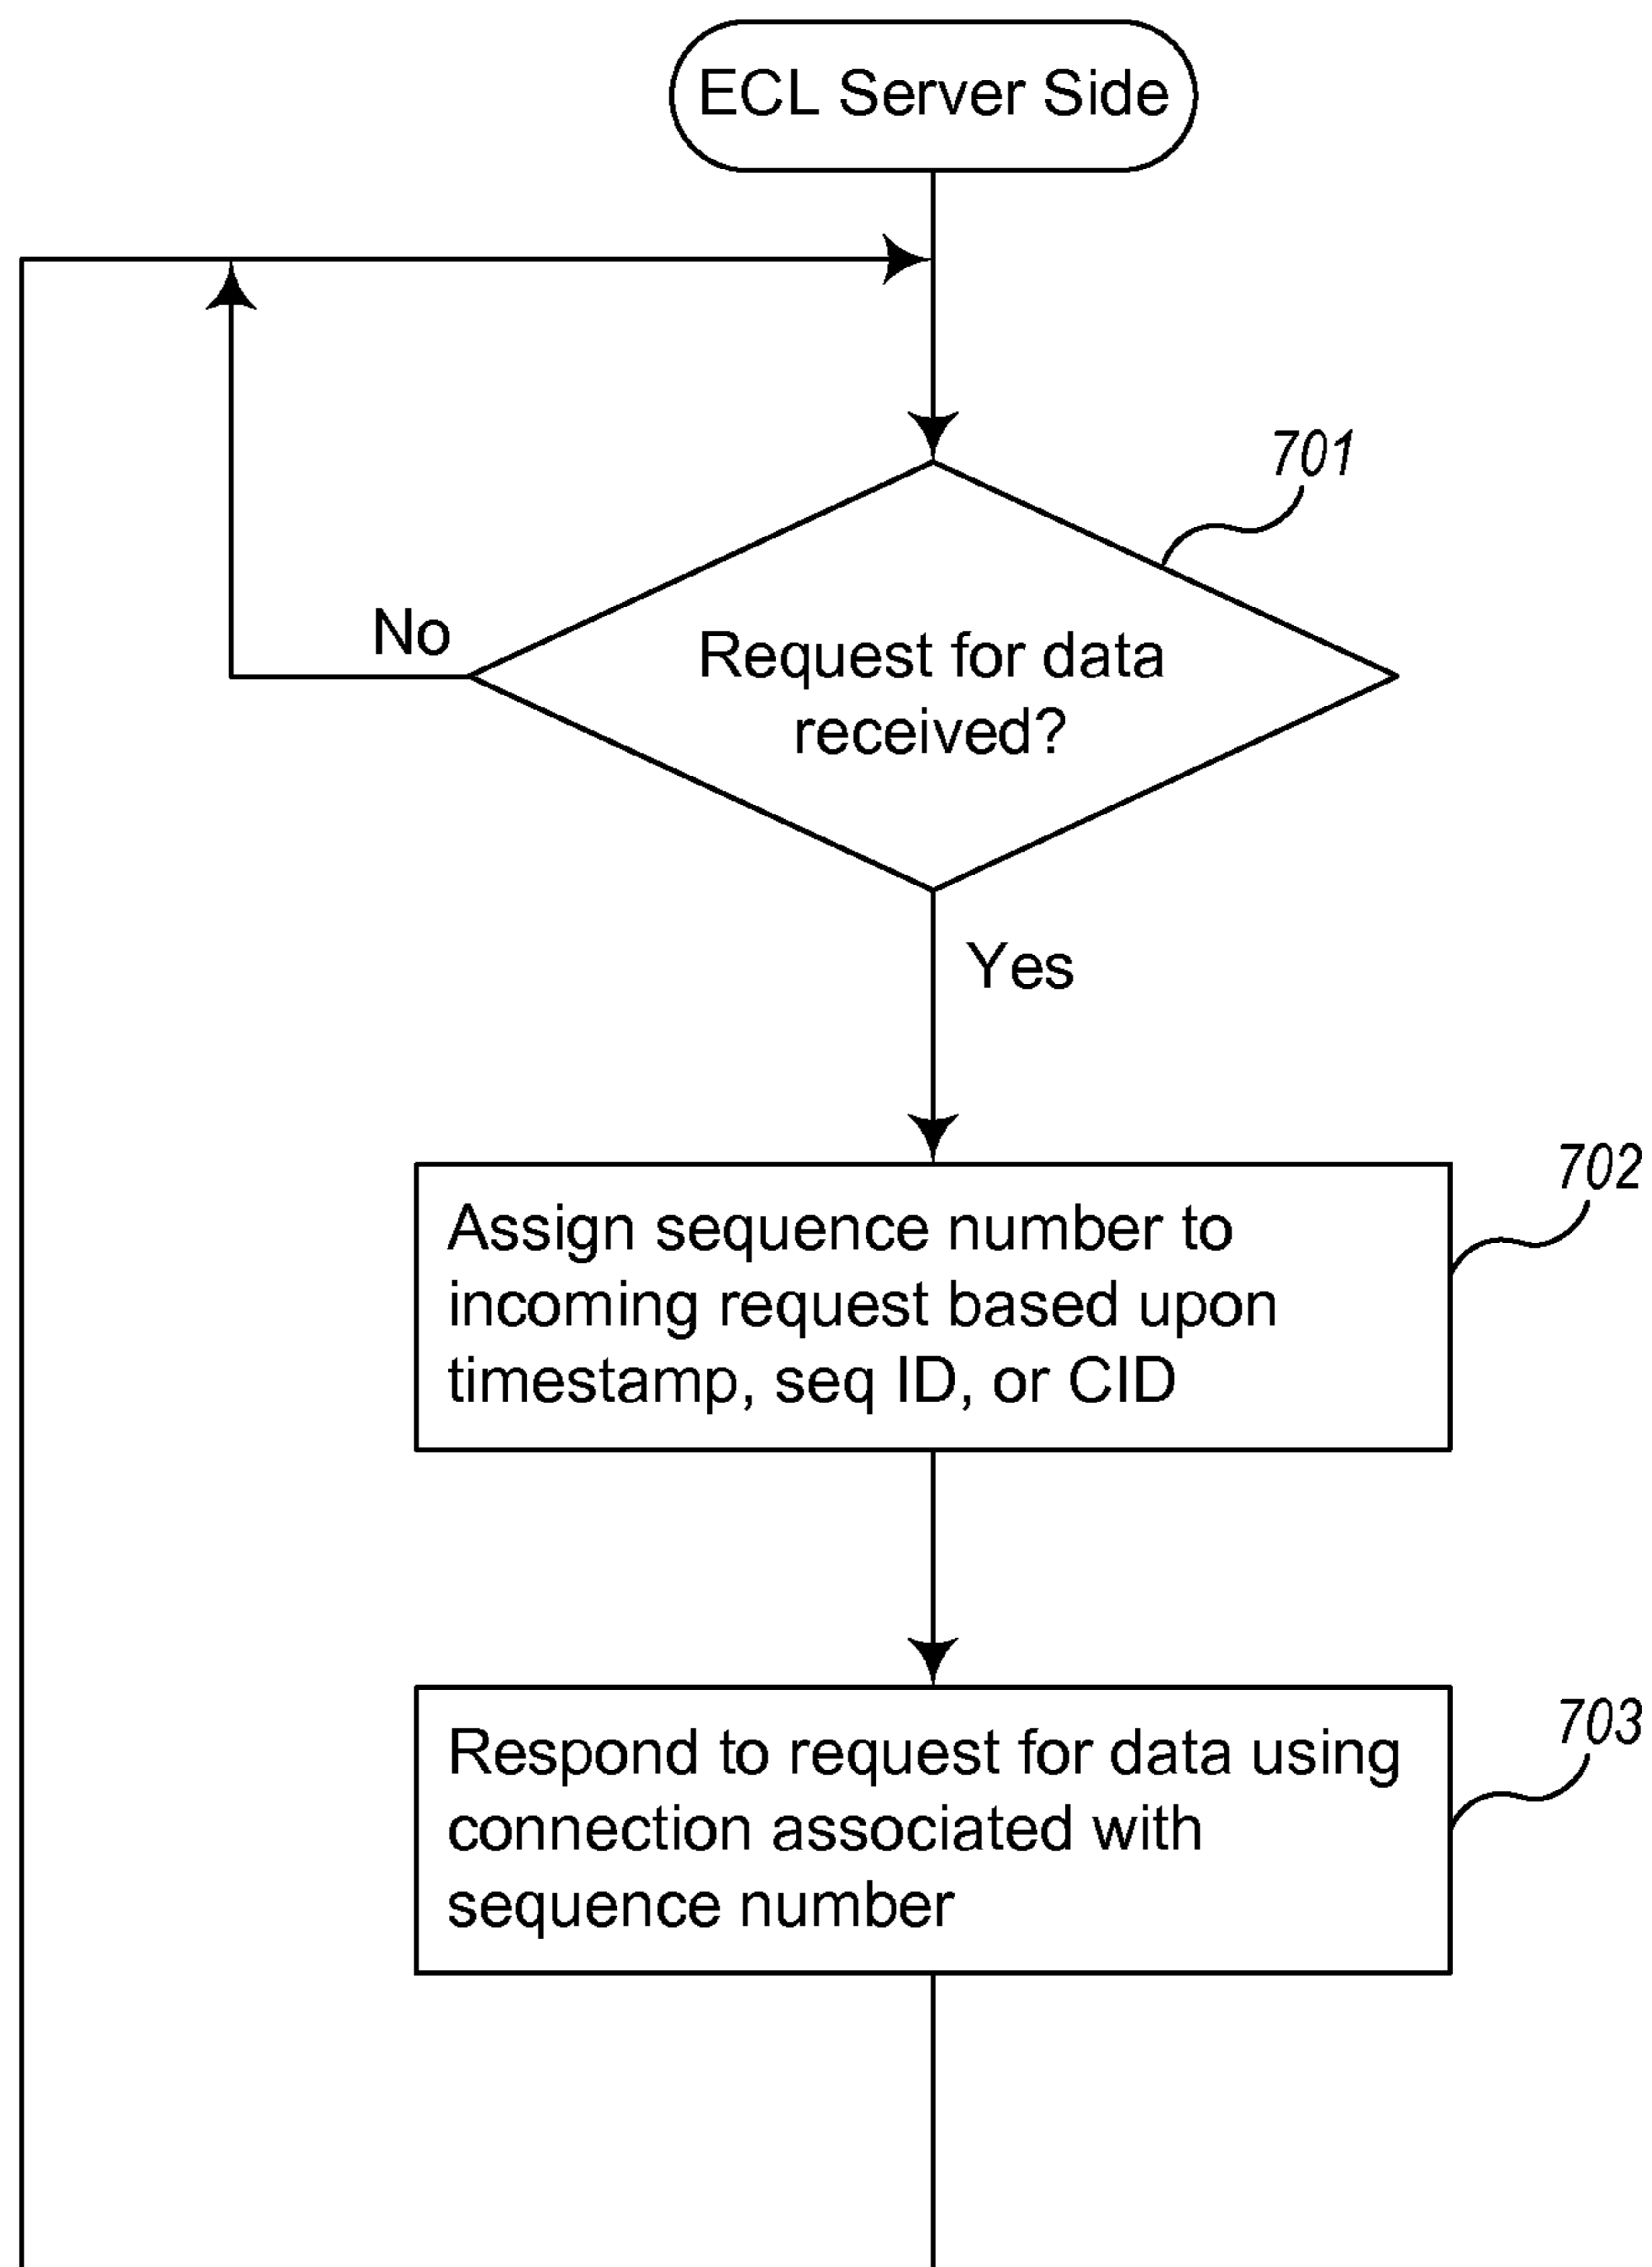 ECL Server Side
701
No
Request for data
received?
Yes
702
Assign sequence number to
incoming request based upon
timestamp, seq ID, or CID
703
Respond to request for data using
connection associated with
sequence number